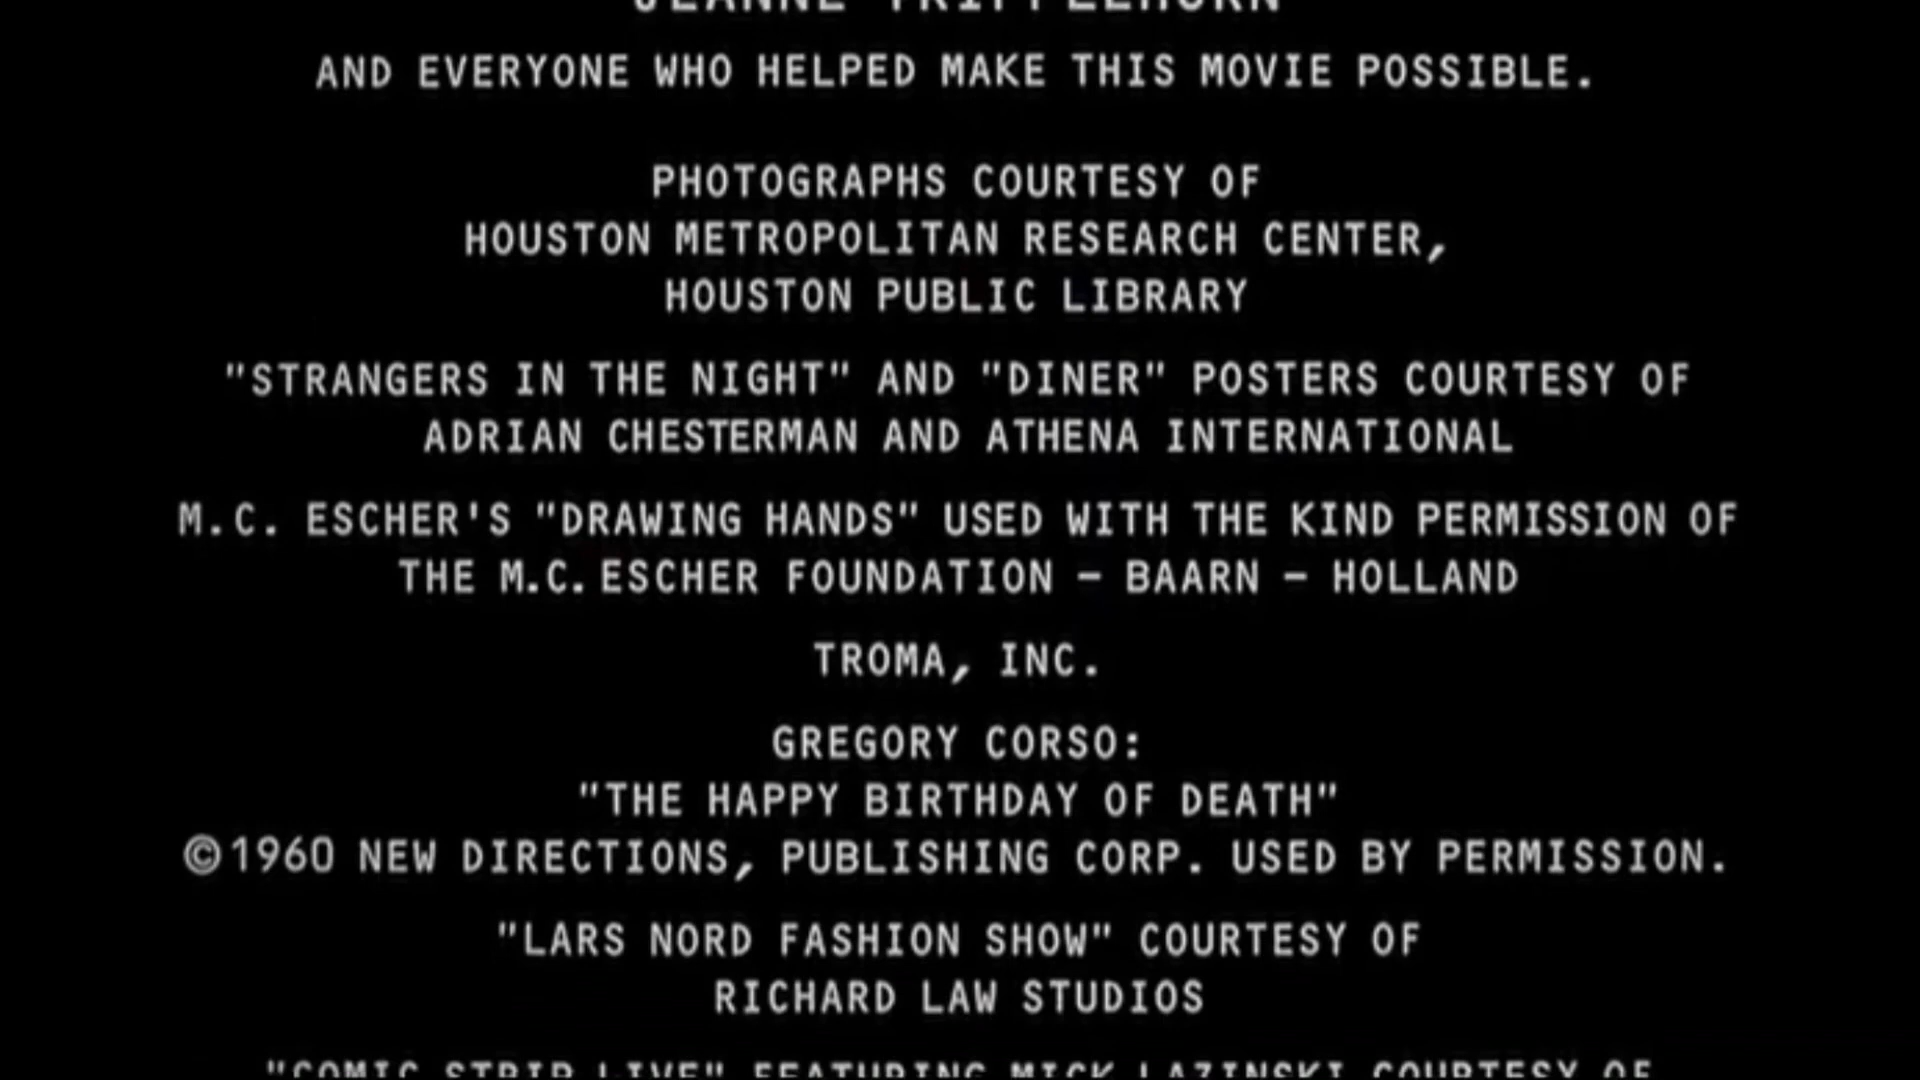 JEANNE TRIPPLEHORN
AND EVERYONE WHO HELPED MAKE THIS MOVIE POSSIBLE.
PHOTOGRAPHS COURTESY OF
HOUSTON METROPOLITAN RESEARCH CENTER,
HOUSTON PUBLIC LIBRARY
"STRANGERS IN THE NIGHT" AND "DINER" POSTERS COURTESY OF
ADRIAN CHESTERMAN AND ATHENA INTERNATIONAL
M.C. ESCHER'S "DRAWING HANDS" USED WITH THE KIND PERMISSION OF
THE M.C. ESCHER FOUNDATION – BAARN – HOLLAND
TROMA, INC.
GREGORY CORSO:
"THE HAPPY BIRTHDAY OF DEATH"
©1960 NEW DIRECTIONS, PUBLISHING CORP. USED BY PERMISSION.
"LARS NORD FASHION SHOW" COURTESY OF
RICHARD LAW STUDIOS
"COMIC STRIP LIVE" FEATURING MICK LAZINSKI COURTESY OF